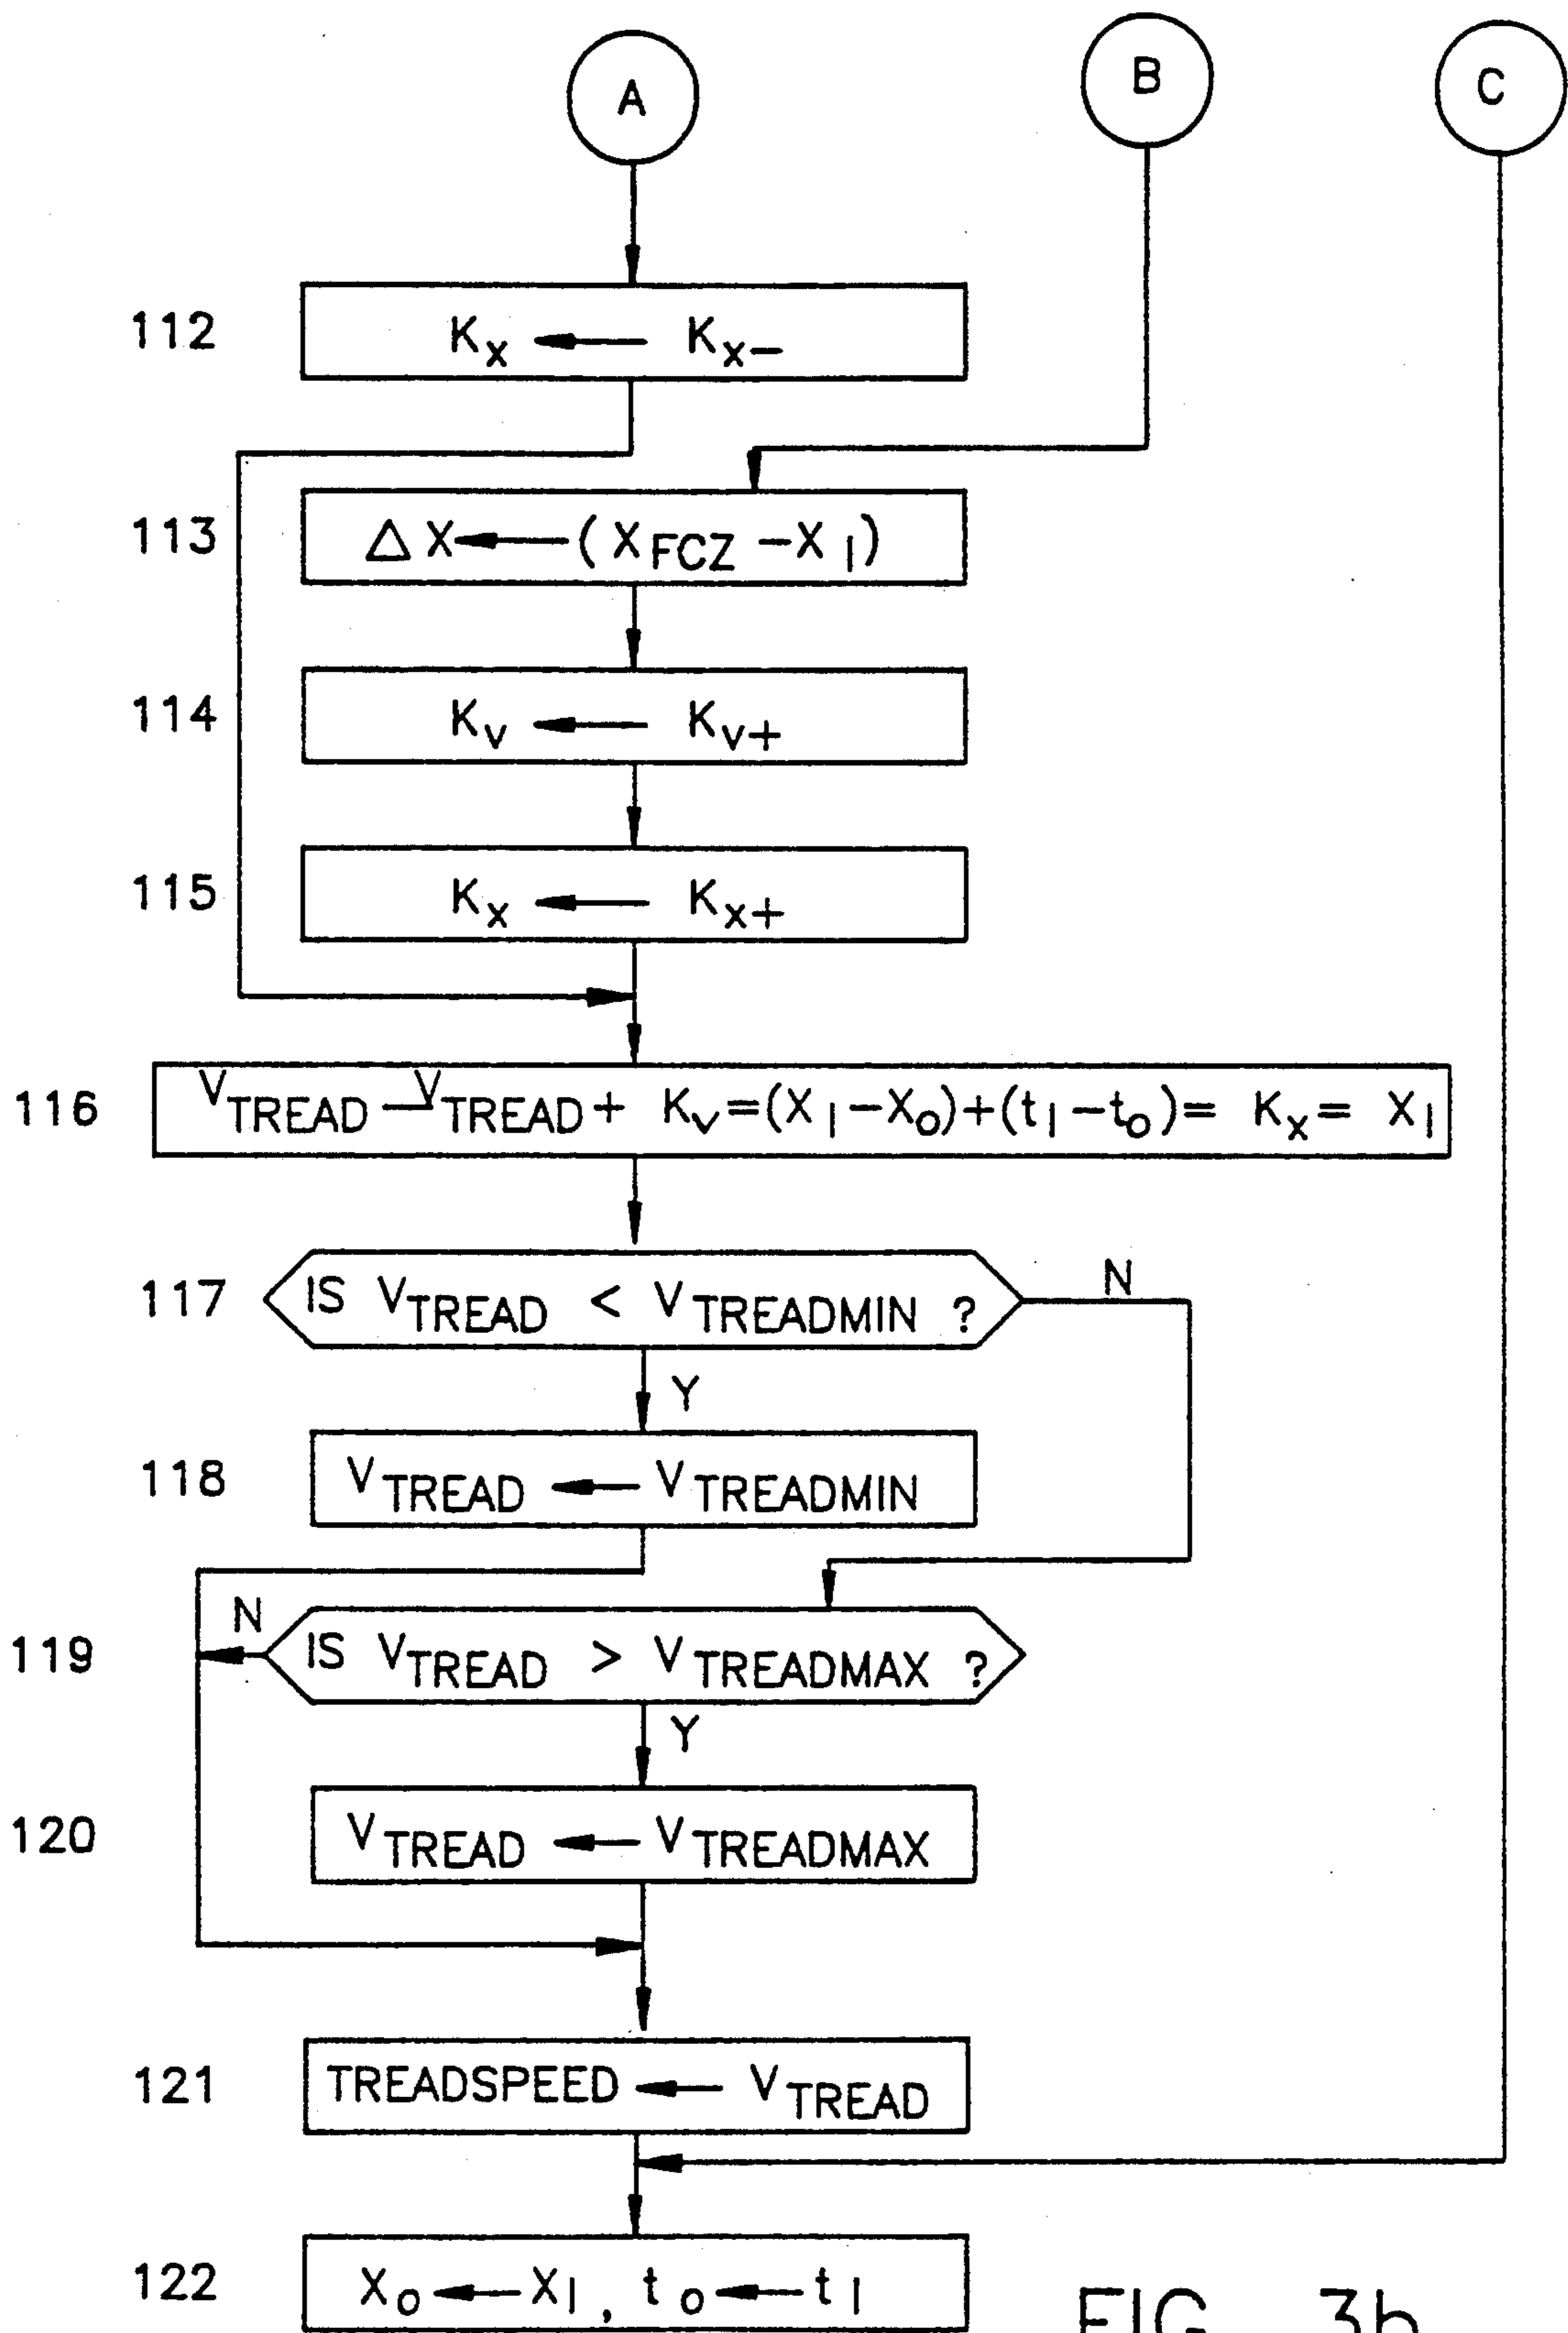 A
B
C
112
Kx ← Kx−
113
△ X ← ( XFCZ −X1)
114
Kv ← Kv+
115
Kx ← Kx+
116
VTREAD — VTREAD + Kv=(X1−Xo)+(t1−to)= Kx= X1
117
IS VTREAD < VTREADMIN ?
N
Y
118
VTREAD ← VTREADMIN
N
119
IS VTREAD > VTREADMAX ?
Y
120
VTREAD ← VTREADMAX
121
TREADSPEED ← VTREAD
122
Xo ← X1, to ← t1
FIG. 3b